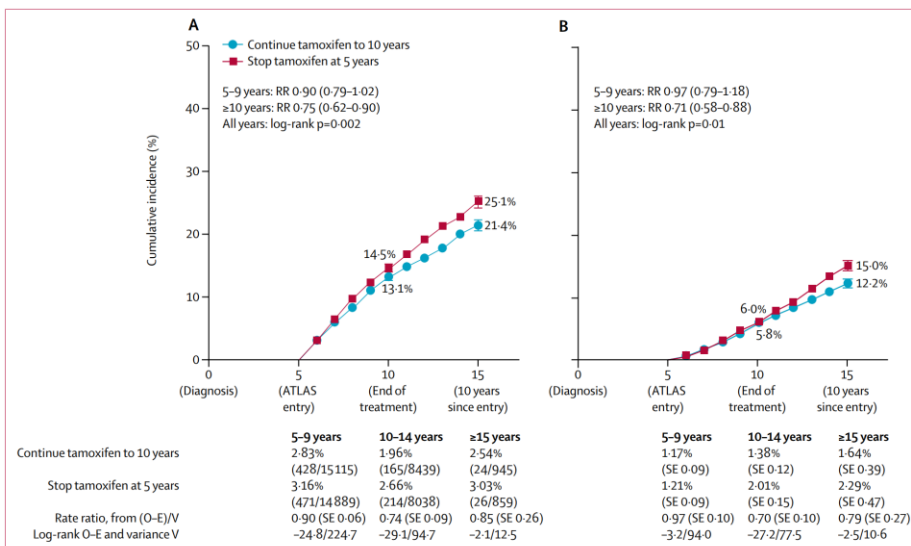 A
B
50
40
30
20
10
0
Cumulative incidence (%)
Continue tamoxifen to 10 years
Stop tamoxifen at 5 years
5–9 years: RR 0·90 (0·79–1·02)
≥10 years: RR 0·75 (0·62–0·90)
All years: log-rank p=0·002
25·1%
21·4%
14·5%
13·1%
0
(Diagnosis)
5
(ATLAS
entry)
10
(End of
treatment)
15
(10 years
since entry)
5–9 years: RR 0·97 (0·79–1·18)
≥10 years: RR 0·71 (0·58–0·88)
All years: log-rank p=0·01
15·0%
12·2%
6·0%
5·8%
0
(Diagnosis)
5
(ATLAS
entry)
10
(End of
treatment)
15
(10 years
since entry)
5–9 years 10–14 years ≥15 years 5–9 years 10–14 years ≥15 years
Continue tamoxifen to 10 years 2·83% 1·96% 2·54% 1·17% 1·38% 1·64%
(428/15115) (165/8439) (24/945) (SE 0·09) (SE 0·12) (SE 0·39)
Stop tamoxifen at 5 years 3·16% 2·66% 3·03% 1·21% 2·01% 2·29%
(471/14889) (214/8038) (26/859) (SE 0·09) (SE 0·15) (SE 0·47)
Rate ratio, from (O–E)/V 0·90 (SE 0·06) 0·74 (SE 0·09) 0·85 (SE 0·26) 0·97 (SE 0·10) 0·70 (SE 0·10) 0·79 (SE 0·27)
Log-rank O–E and variance V –24·8/224·7 –29·1/94·7 –2·1/12·5 –3·2/94·0 –27·2/77·5 –2·5/10·6